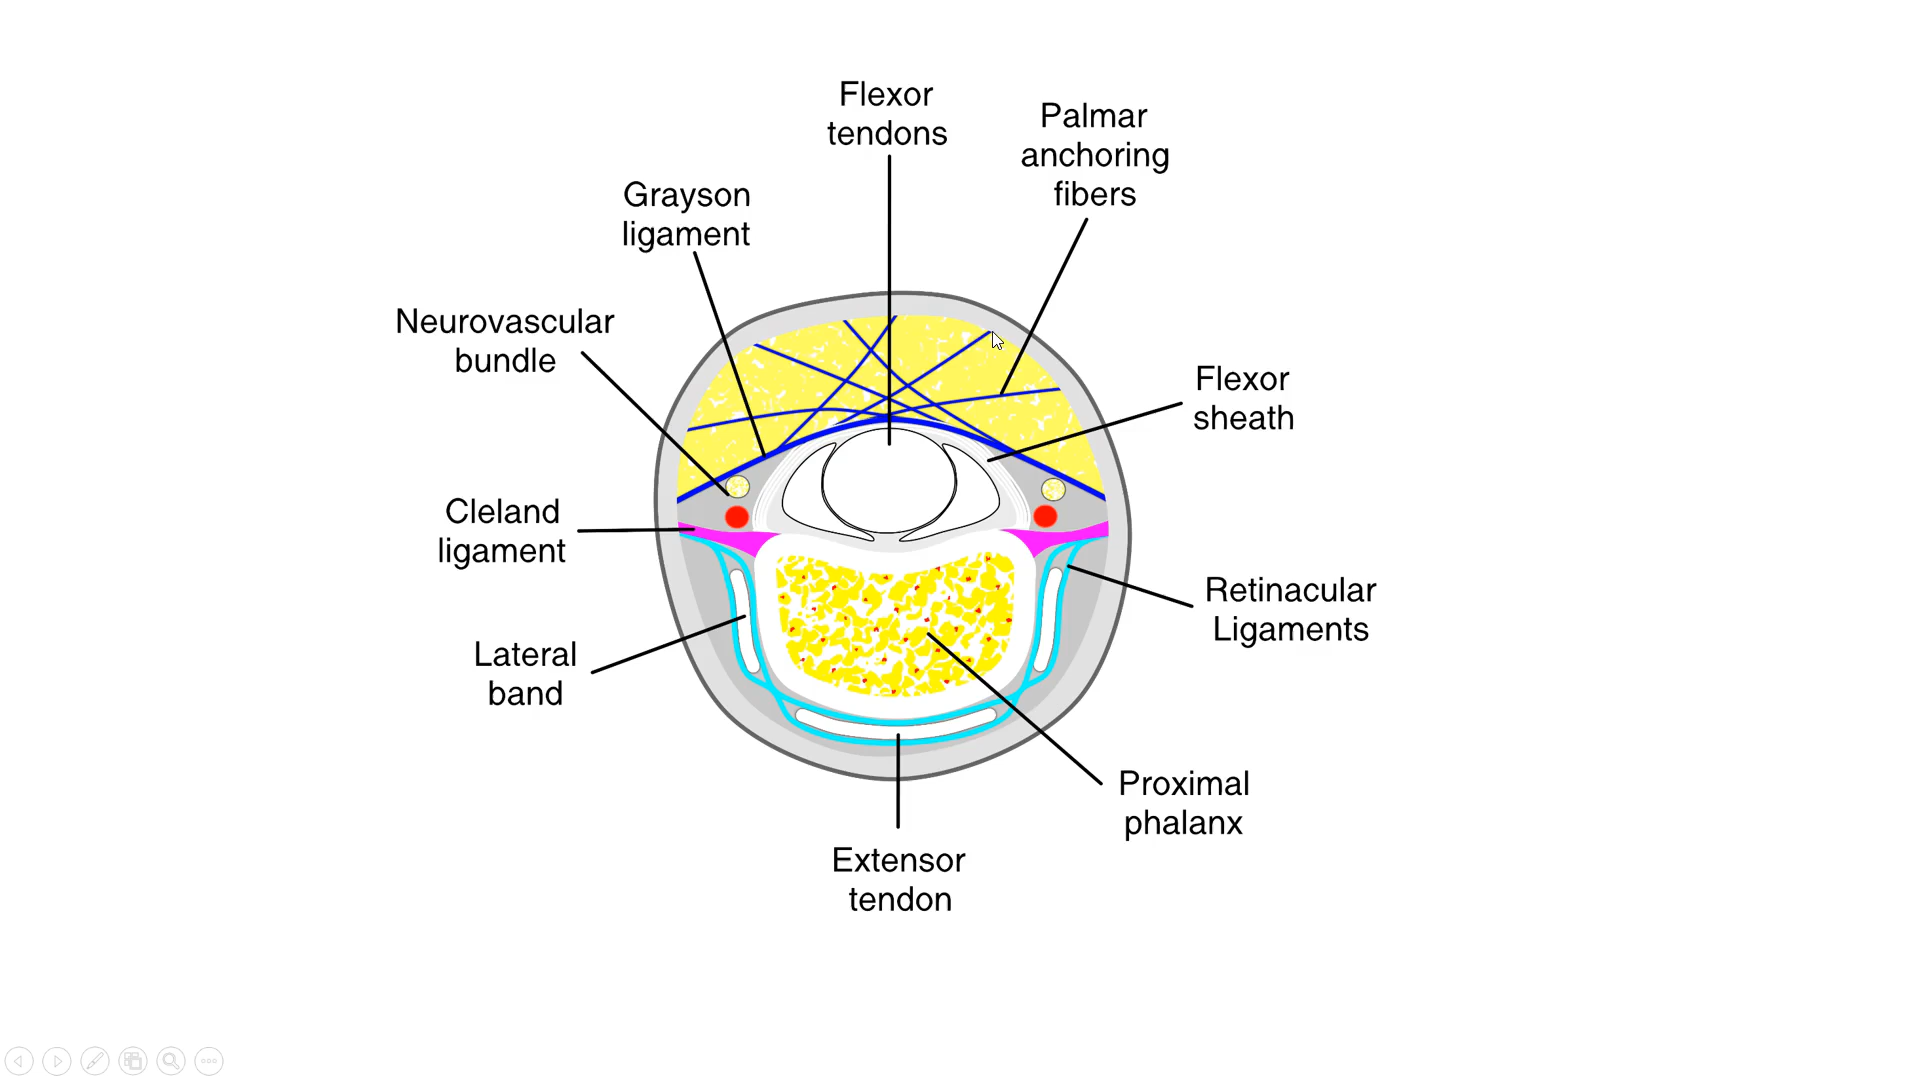 Flexor
tendons
Palmar
anchoring
fibers
Grayson
ligament
Neurovascular
bundle
Flexor
sheath
Cleland
ligament
Retinacular
Ligaments
Lateral
band
Proximal
phalanx
Extensor
tendon